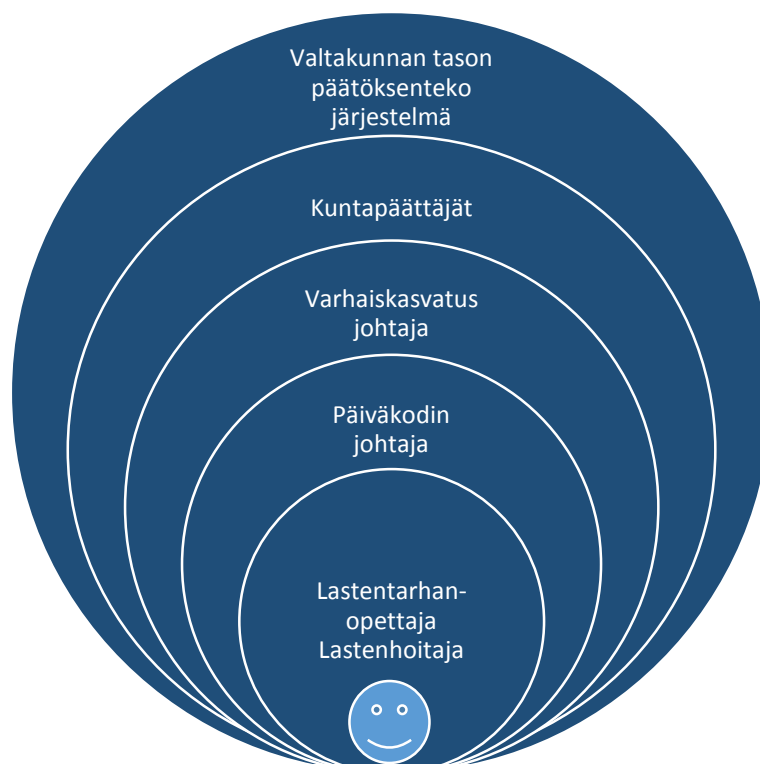 Valtakunnan tason
päätöksenteko
järjestelmä
Kuntapäättäjät
Varhaiskasvatus
johtaja
Päiväkodin
johtaja
Lastentarhan-
opettaja
Lastenhoitaja